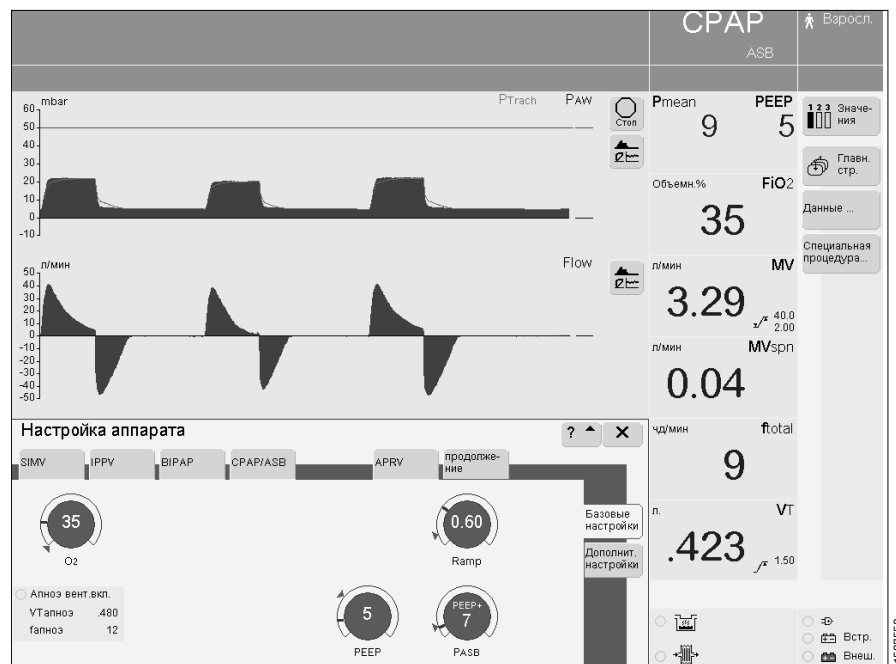 CPAP
ASB
Взросл.
mbar
PTrach
PAW
60
50
40
30
20
10
0
-10
Стоп
Pmean
PEEP
9
5
1 2 3 Значе-
ния
Главн.
стр.
Данные ...
Специальная
процедура...
Объемн.%
FiO2
35
л/мин
Flow
50
40
30
20
10
0
-10
-20
-30
-40
-50
л/мин
MV
3.29
40.0
2.00
л/мин
MVspn
0.04
Настройка аппарата
? ×
SIMV
IPPV
BIPAP
CPAP/ASB
APRV
продолже-
ние
чд/мин
ftotal
9
35
O2
0.60
Ramp
Базовые
настройки
Дополнит.
настройки
л.
VT
.423
1.50
Апноэ вент.вкл.
VTапноэ .480
fапноэ 12
5
PEEP
PEEP+
7
PASB
Встр.
Внеш.